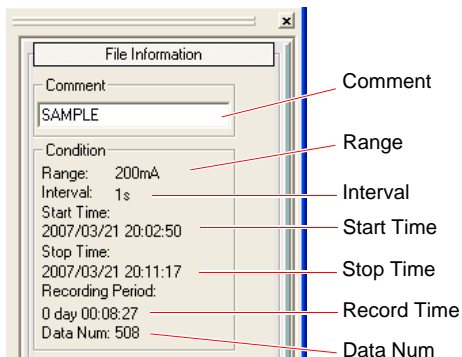 File Information
Comment
SAMPLE
Comment
Condition
Range: 200mA
Range
Interval: 1s
Interval
Start Time:
2007/03/21 20:02:50
Start Time
Stop Time:
2007/03/21 20:11:17
Stop Time
Recording Period:
0 day 00:08:27
Record Time
Data Num: 508
Data Num